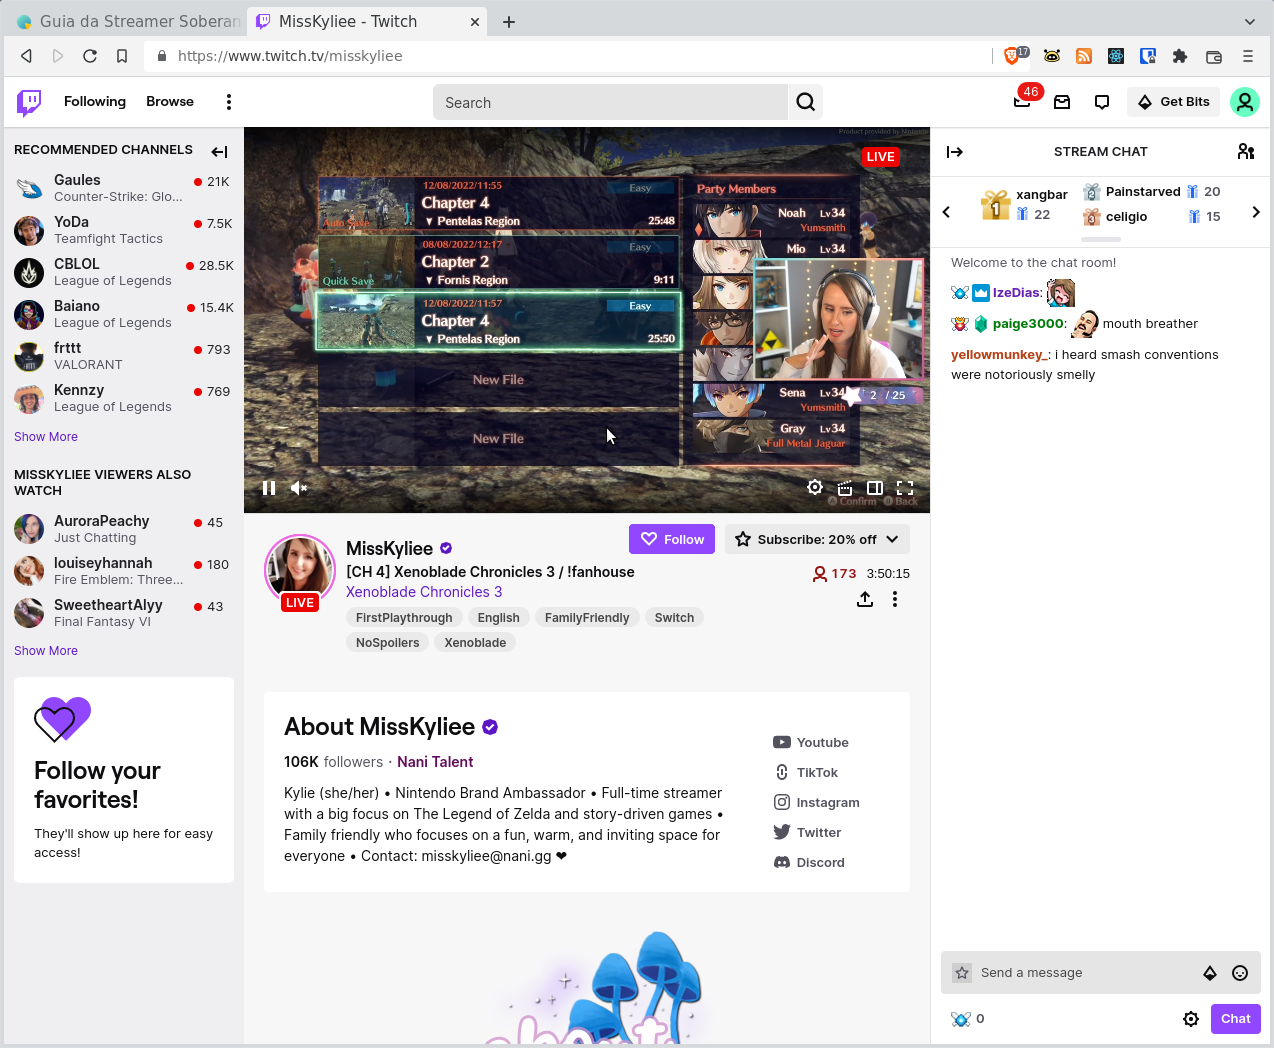 Guia da Streamer Soberan
MissKyliee - Twitch
https://www.twitch.tv/misskyliee
17
Following
Browse
Search
46
Get Bits
RECOMMENDED CHANNELS
Gaules
21K
Counter-Strike: Glo...
YoDa
7.5K
Teamfight Tactics
CBLOL
28.5K
League of Legends
Baiano
15.4K
League of Legends
frttt
793
VALORANT
Kennzy
769
League of Legends
Show More
MISSKYLIEE VIEWERS ALSO
WATCH
AuroraPeachy
45
Just Chatting
louiseyhannah
180
Fire Emblem: Three...
SweetheartAlyy
43
Final Fantasy VI
Show More
Follow your
favorites!
They'll show up here for easy
access!
Product provided by Nintendo
LIVE
12/08/2022/11:55
Easy
Chapter 4
Auto Save
Pentelas Region
25:48
08/08/2022/12:17
Easy
Chapter 2
Quick Save
Fornis Region
9:11
12/08/2022/11:57
Easy
Chapter 4
Pentelas Region
25:50
New File
New File
Party Members
Noah Lv34
Yumsmith
Mio Lv34
Sena Lv34
2 / 25
Yumsmith
Gray Lv34
Full Metal Jaguar
Confirm Back
MissKyliee
Follow
Subscribe: 20% off
[CH 4] Xenoblade Chronicles 3 / !fanhouse
173
3:50:15
Xenoblade Chronicles 3
LIVE
FirstPlaythrough
English
FamilyFriendly
Switch
NoSpoilers
Xenoblade
About MissKyliee
106K followers · Nani Talent
Kylie (she/her) • Nintendo Brand Ambassador • Full-time streamer
with a big focus on The Legend of Zelda and story-driven games •
Family friendly who focuses on a fun, warm, and inviting space for
everyone • Contact: misskyliee@nani.gg ❤
Youtube
TikTok
Instagram
Twitter
Discord
STREAM CHAT
1
xangbar
22
2
Painstarved
20
3
cellgio
15
Welcome to the chat room!
IzeDias:
paige3000: mouth breather
yellowmunkey_: i heard smash conventions
were notoriously smelly
Send a message
0
Chat